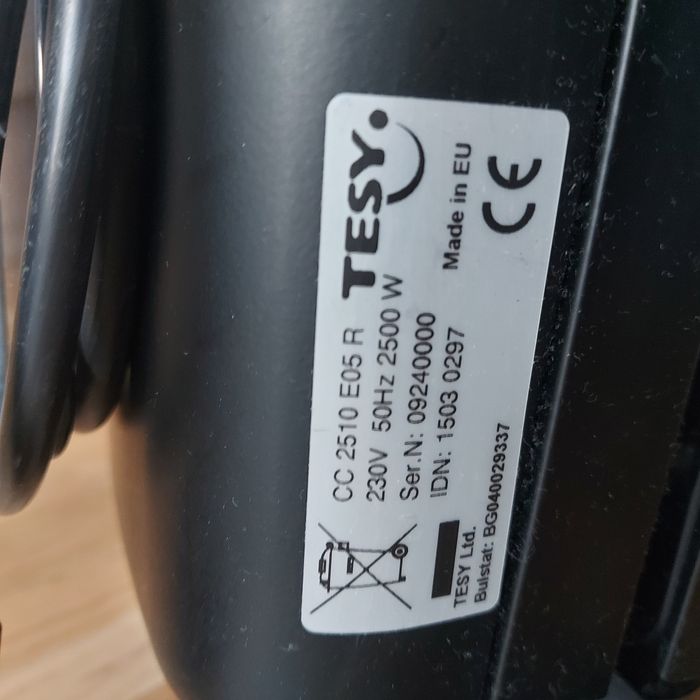 CC 2510 E05 R
TESY
230V 50Hz 2500 W
Ser.N: 09240000
IDN: 1503 0297
Made in EU
CE
TESY Ltd.
Bulstat: BG040029337